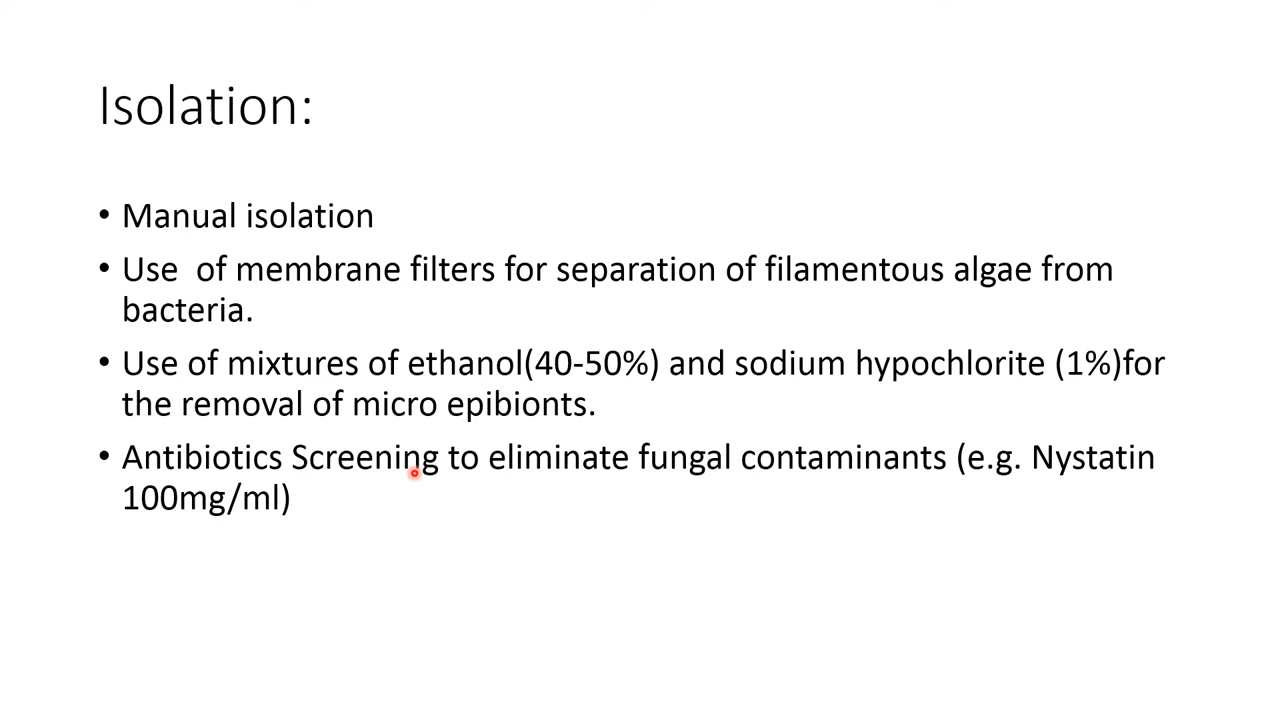 Isolation:
• Manual isolation
• Use  of membrane filters for separation of filamentous algae from
bacteria.
• Use of mixtures of ethanol(40-50%) and sodium hypochlorite (1%)for
the removal of micro epibionts.
• Antibiotics Screening to eliminate fungal contaminants (e.g. Nystatin
100mg/ml)